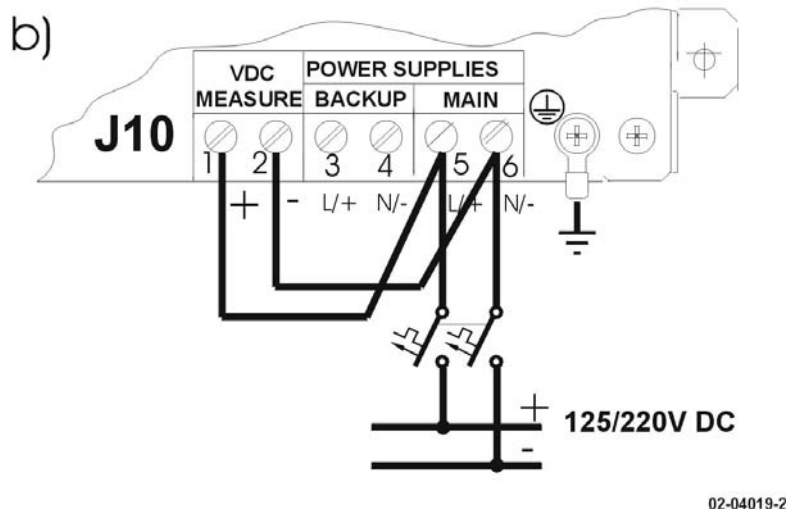 b)
VDC POWER SUPPLIES
MEASURE BACKUP MAIN
J10
1 2 3 4 5 6
+ - L/+ N/- L/+ N/-
+ 125/220V DC
-
02-04019-2